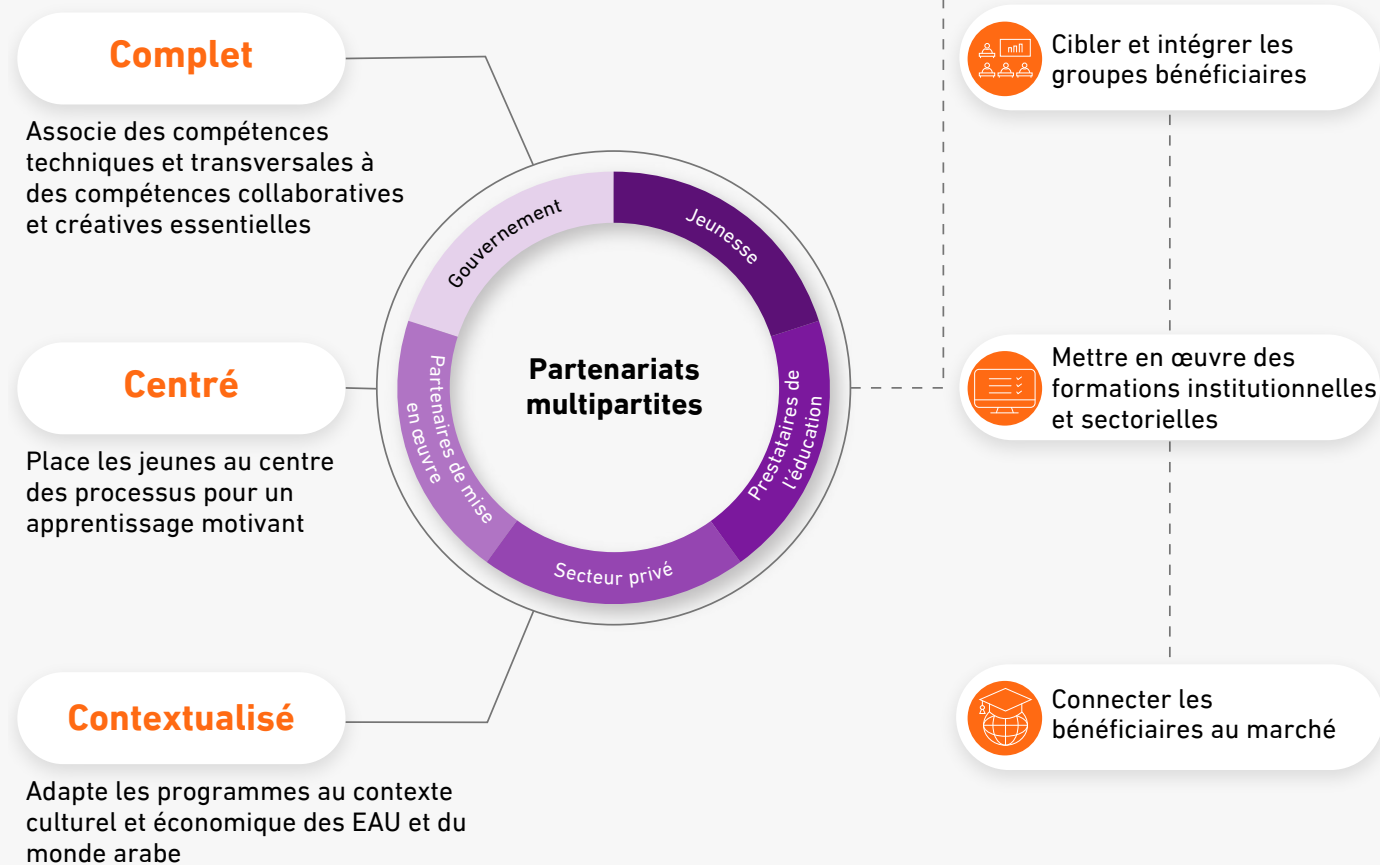 Complet
Associe des compétences
techniques et transversales à
des compétences collaboratives
et créatives essentielles
Centré
Place les jeunes au centre
des processus pour un
apprentissage motivant
Contextualisé
Adapte les programmes au contexte
culturel et économique des EAU et du
monde arabe
Gouvernement
Jeunesse
Prestataires de
l'éducation
Secteur privé
Partenaires de mise
en œuvre
Partenariats
multipartites
Cibler et intégrer les
groupes bénéficiaires
Mettre en œuvre des
formations institutionnelles
et sectorielles
Connecter les
bénéficiaires au marché